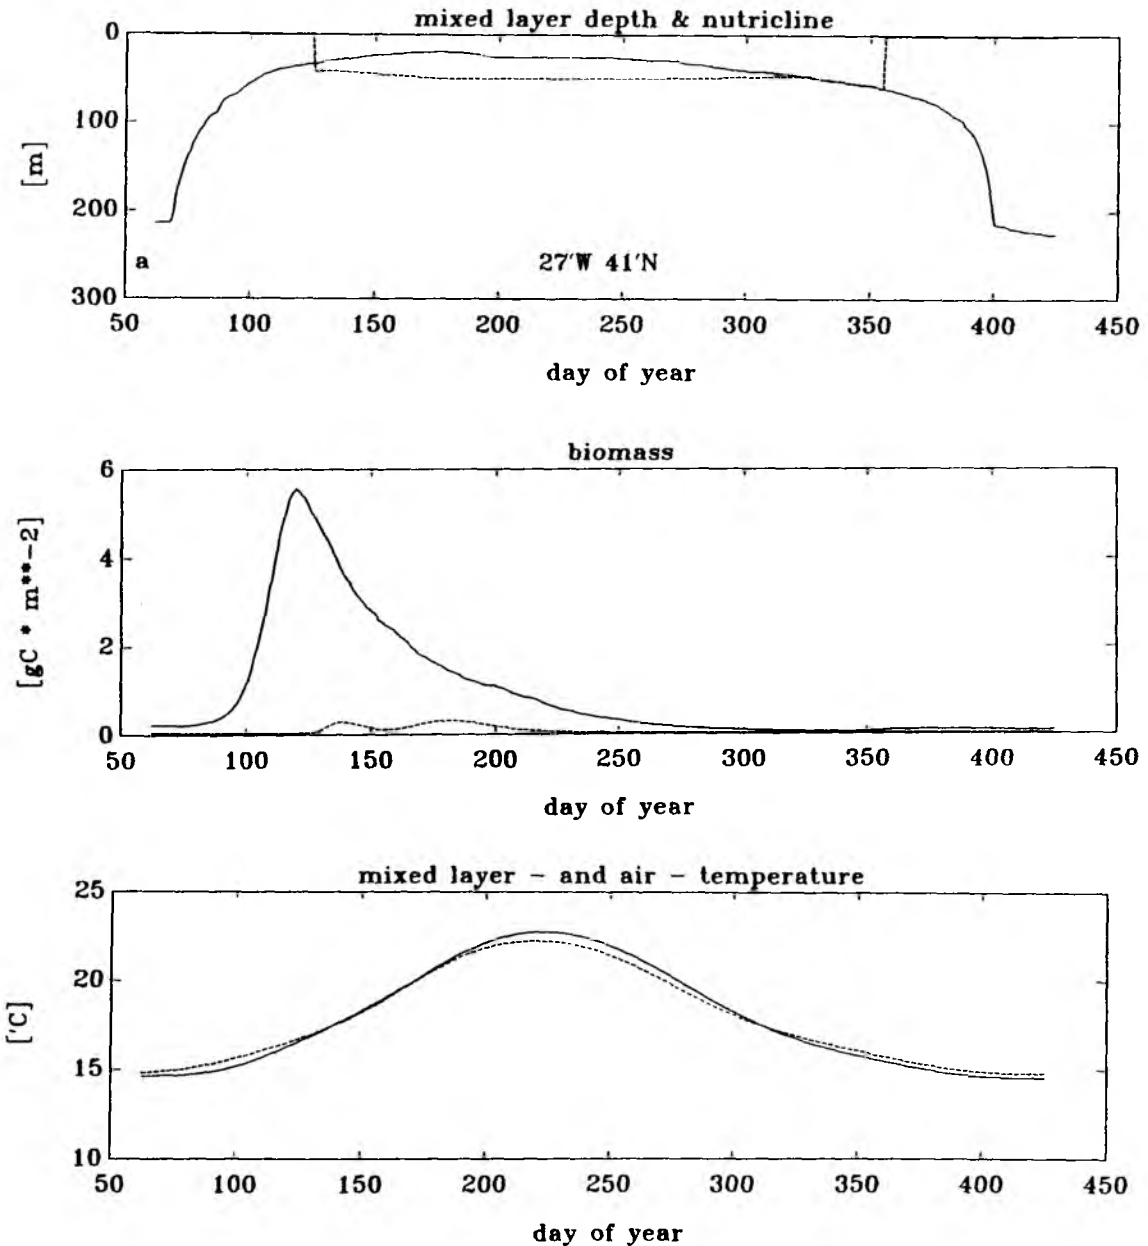 mixed layer depth & nutricline
0
100
200
300
[m]
a
27'W 41'N
50 100 150 200 250 300 350 400 450
day of year
biomass
6
4
2
0
[gC * m**-2]
50 100 150 200 250 300 350 400 450
day of year
mixed layer - and air - temperature
25
20
15
10
['C]
50 100 150 200 250 300 350 400 450
day of year